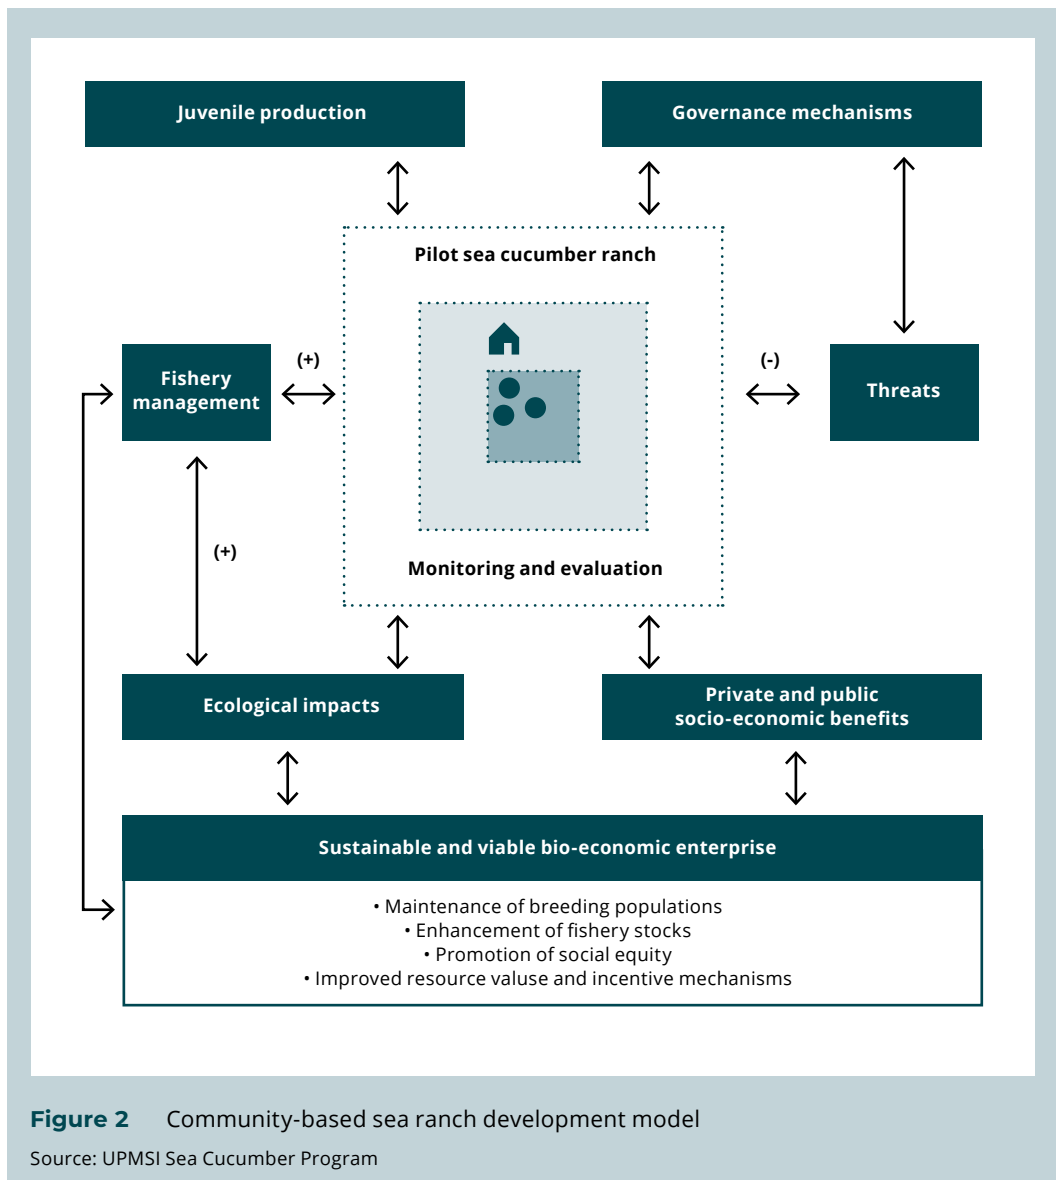 Juvenile production
Governance mechanisms
Pilot sea cucumber ranch
(+)
(-)
Fishery
management
Threats
(+)
Monitoring and evaluation
Ecological impacts
Private and public
socio-economic benefits
Sustainable and viable bio-economic enterprise
• Maintenance of breeding populations
• Enhancement of fishery stocks
• Promotion of social equity
• Improved resource valuse and incentive mechanisms
Figure 2 Community-based sea ranch development model
Source: UPMSI Sea Cucumber Program